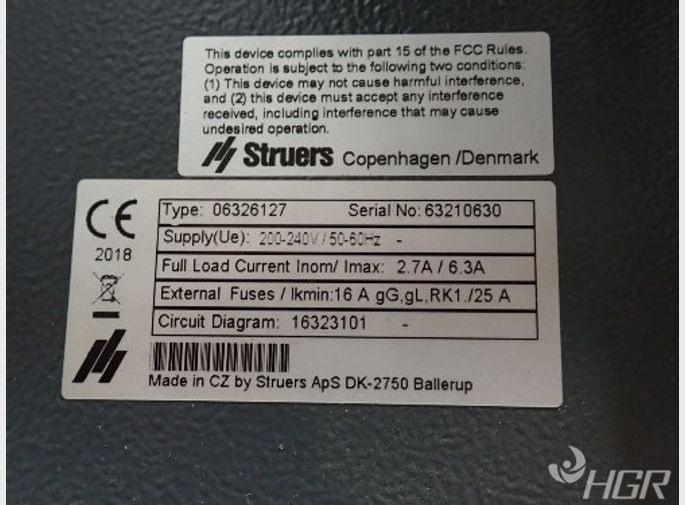 This device complies with part 15 of the FCC Rules.
Operation is subject to the following two conditions:
(1) This device may not cause harmful interference,
and (2) this device must accept any interference
received, including interference that may cause
undesired operation.
Struers Copenhagen /Denmark
CE
2018
Type: 06326127 Serial No: 63210630
Supply(Ue): 200-240V / 50-60Hz -
Full Load Current Inom/ Imax: 2.7A / 6.3A
External Fuses / Ikmin:16 A gG,gL,RK1./25 A
Circuit Diagram: 16323101 -
Made in CZ by Struers ApS DK-2750 Ballerup
HGR